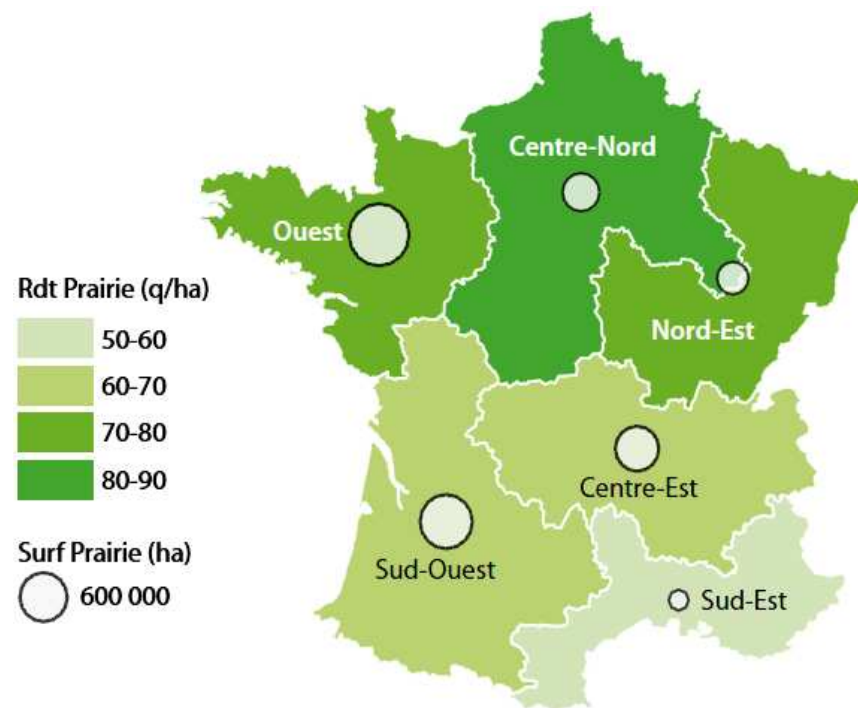 Centre-Nord
Ouest
Nord-Est
Rdt Prairie (q/ha)
50-60
60-70
70-80
80-90
Centre-Est
Sud-Ouest
Sud-Est
Surf Prairie (ha)
600 000